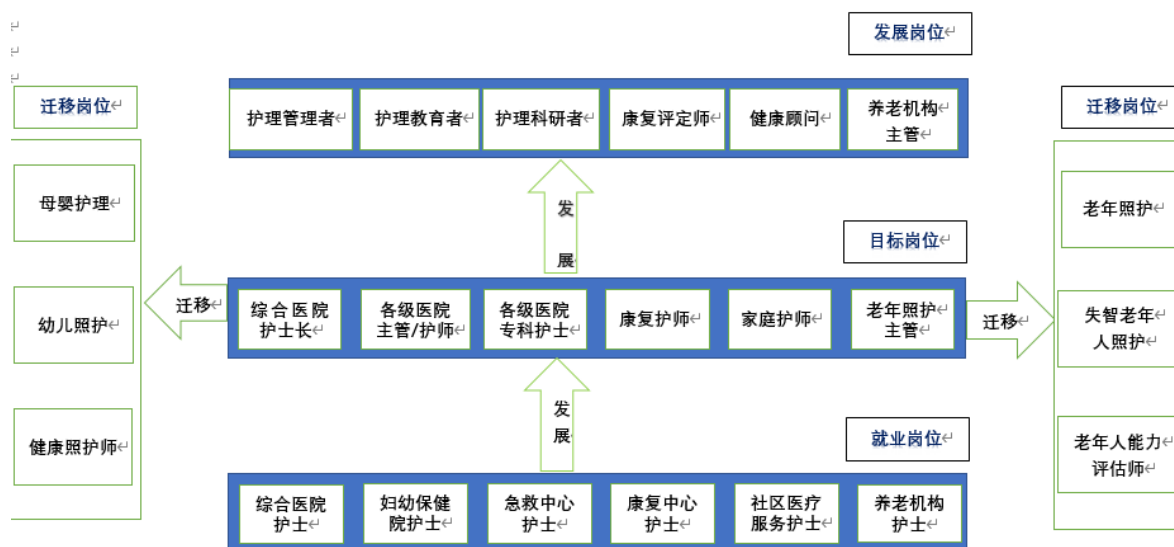 发展岗位
迁移岗位
护理管理者
护理教育者
护理科研者
康复评定师
健康顾问
养老机构
主管
迁移岗位
母婴护理
发
展
老年照护
目标岗位
幼儿照护
迁移
综合医院
护士长
各级医院
主管/护师
各级医院
专科护士
康复护师
家庭护师
老年照护
主管
迁移
失智老年
人照护
发
展
健康照护师
就业岗位
老年人能力
评估师
综合医院
护士
妇幼保健
院护士
急救中心
护士
康复中心
护士
社区医疗
服务护士
养老机构
护士